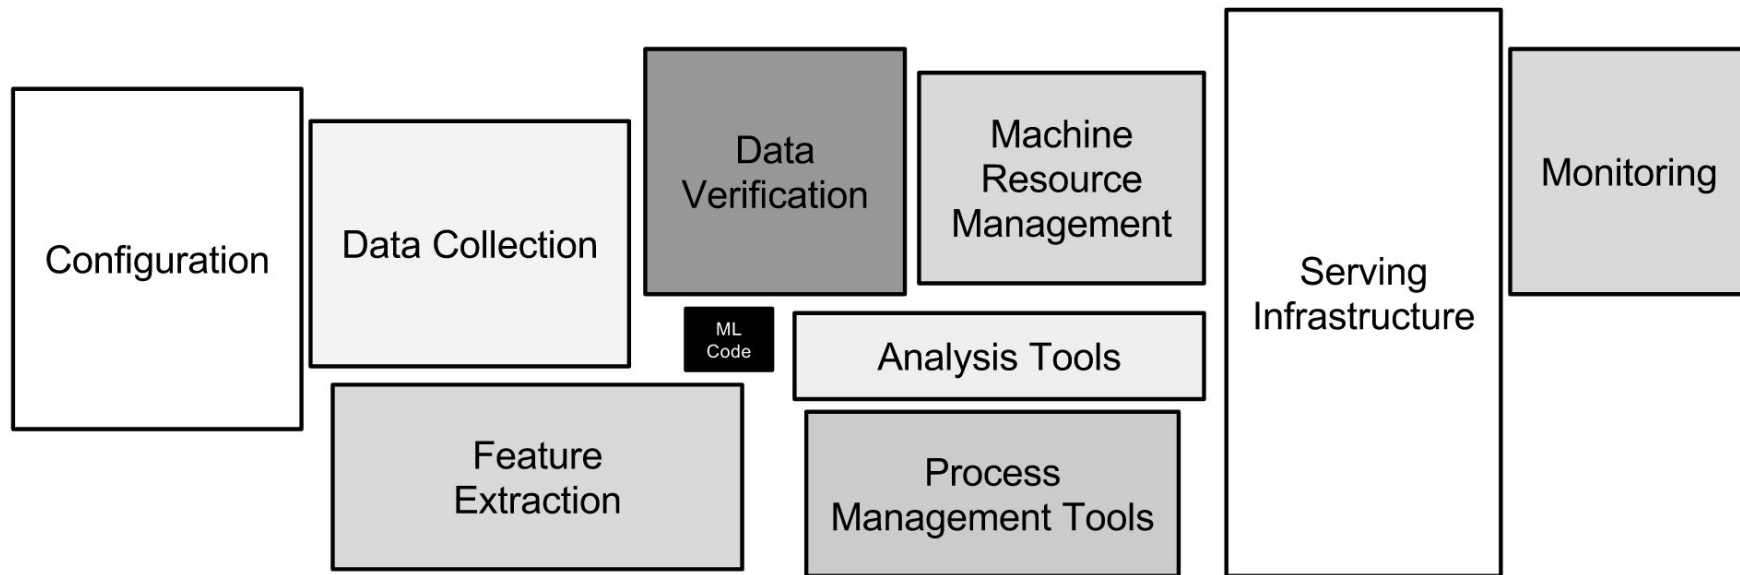 Configuration
Data Collection
Data
Verification
Machine
Resource
Management
Monitoring
Serving
Infrastructure
ML
Code
Analysis Tools
Feature
Extraction
Process
Management Tools